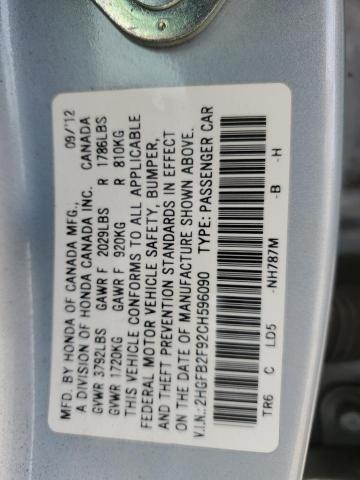 MFD. BY HONDA OF CANADA MFG., 09/'12
A DIVISION OF HONDA CANADA INC. CANADA
GVWR 3792LBS GAWR F 2029LBS R 1786LBS
GVWR 1720KG GAWR F 920KG R 810KG
THIS VEHICLE CONFORMS TO ALL APPLICABLE
FEDERAL MOTOR VEHICLE SAFETY, BUMPER,
AND THEFT PREVENTION STANDARDS IN EFFECT
ON THE DATE OF MANUFACTURE SHOWN ABOVE.
V.I.N.: 2HGFB2F92CH596090 TYPE: PASSENGER CAR
TR6 C LD5 -NH787M -B -H